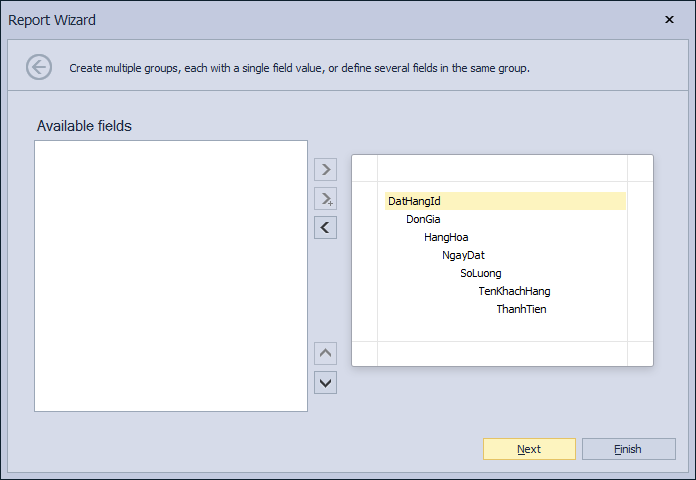 Report Wizard
Create multiple groups, each with a single field value, or define several fields in the same group.
Available fields
DatHangId
DonGia
HangHoa
NgayDat
SoLuong
TenKhachHang
ThanhTien
Next
Finish